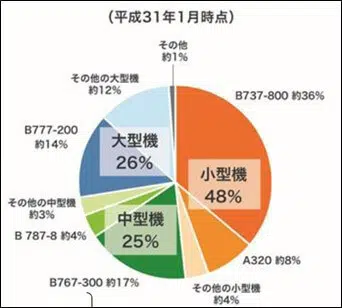 （平成31年1月時点）
その他
約1%
その他の大型機
約12%
B737-800 約36%
B777-200
約14%
大型機
26%
小型機
48%
その他の中型機
約3%
中型機
25%
B 787-8 約4%
A320 約8%
その他の小型機
約4%
B767-300 約17%